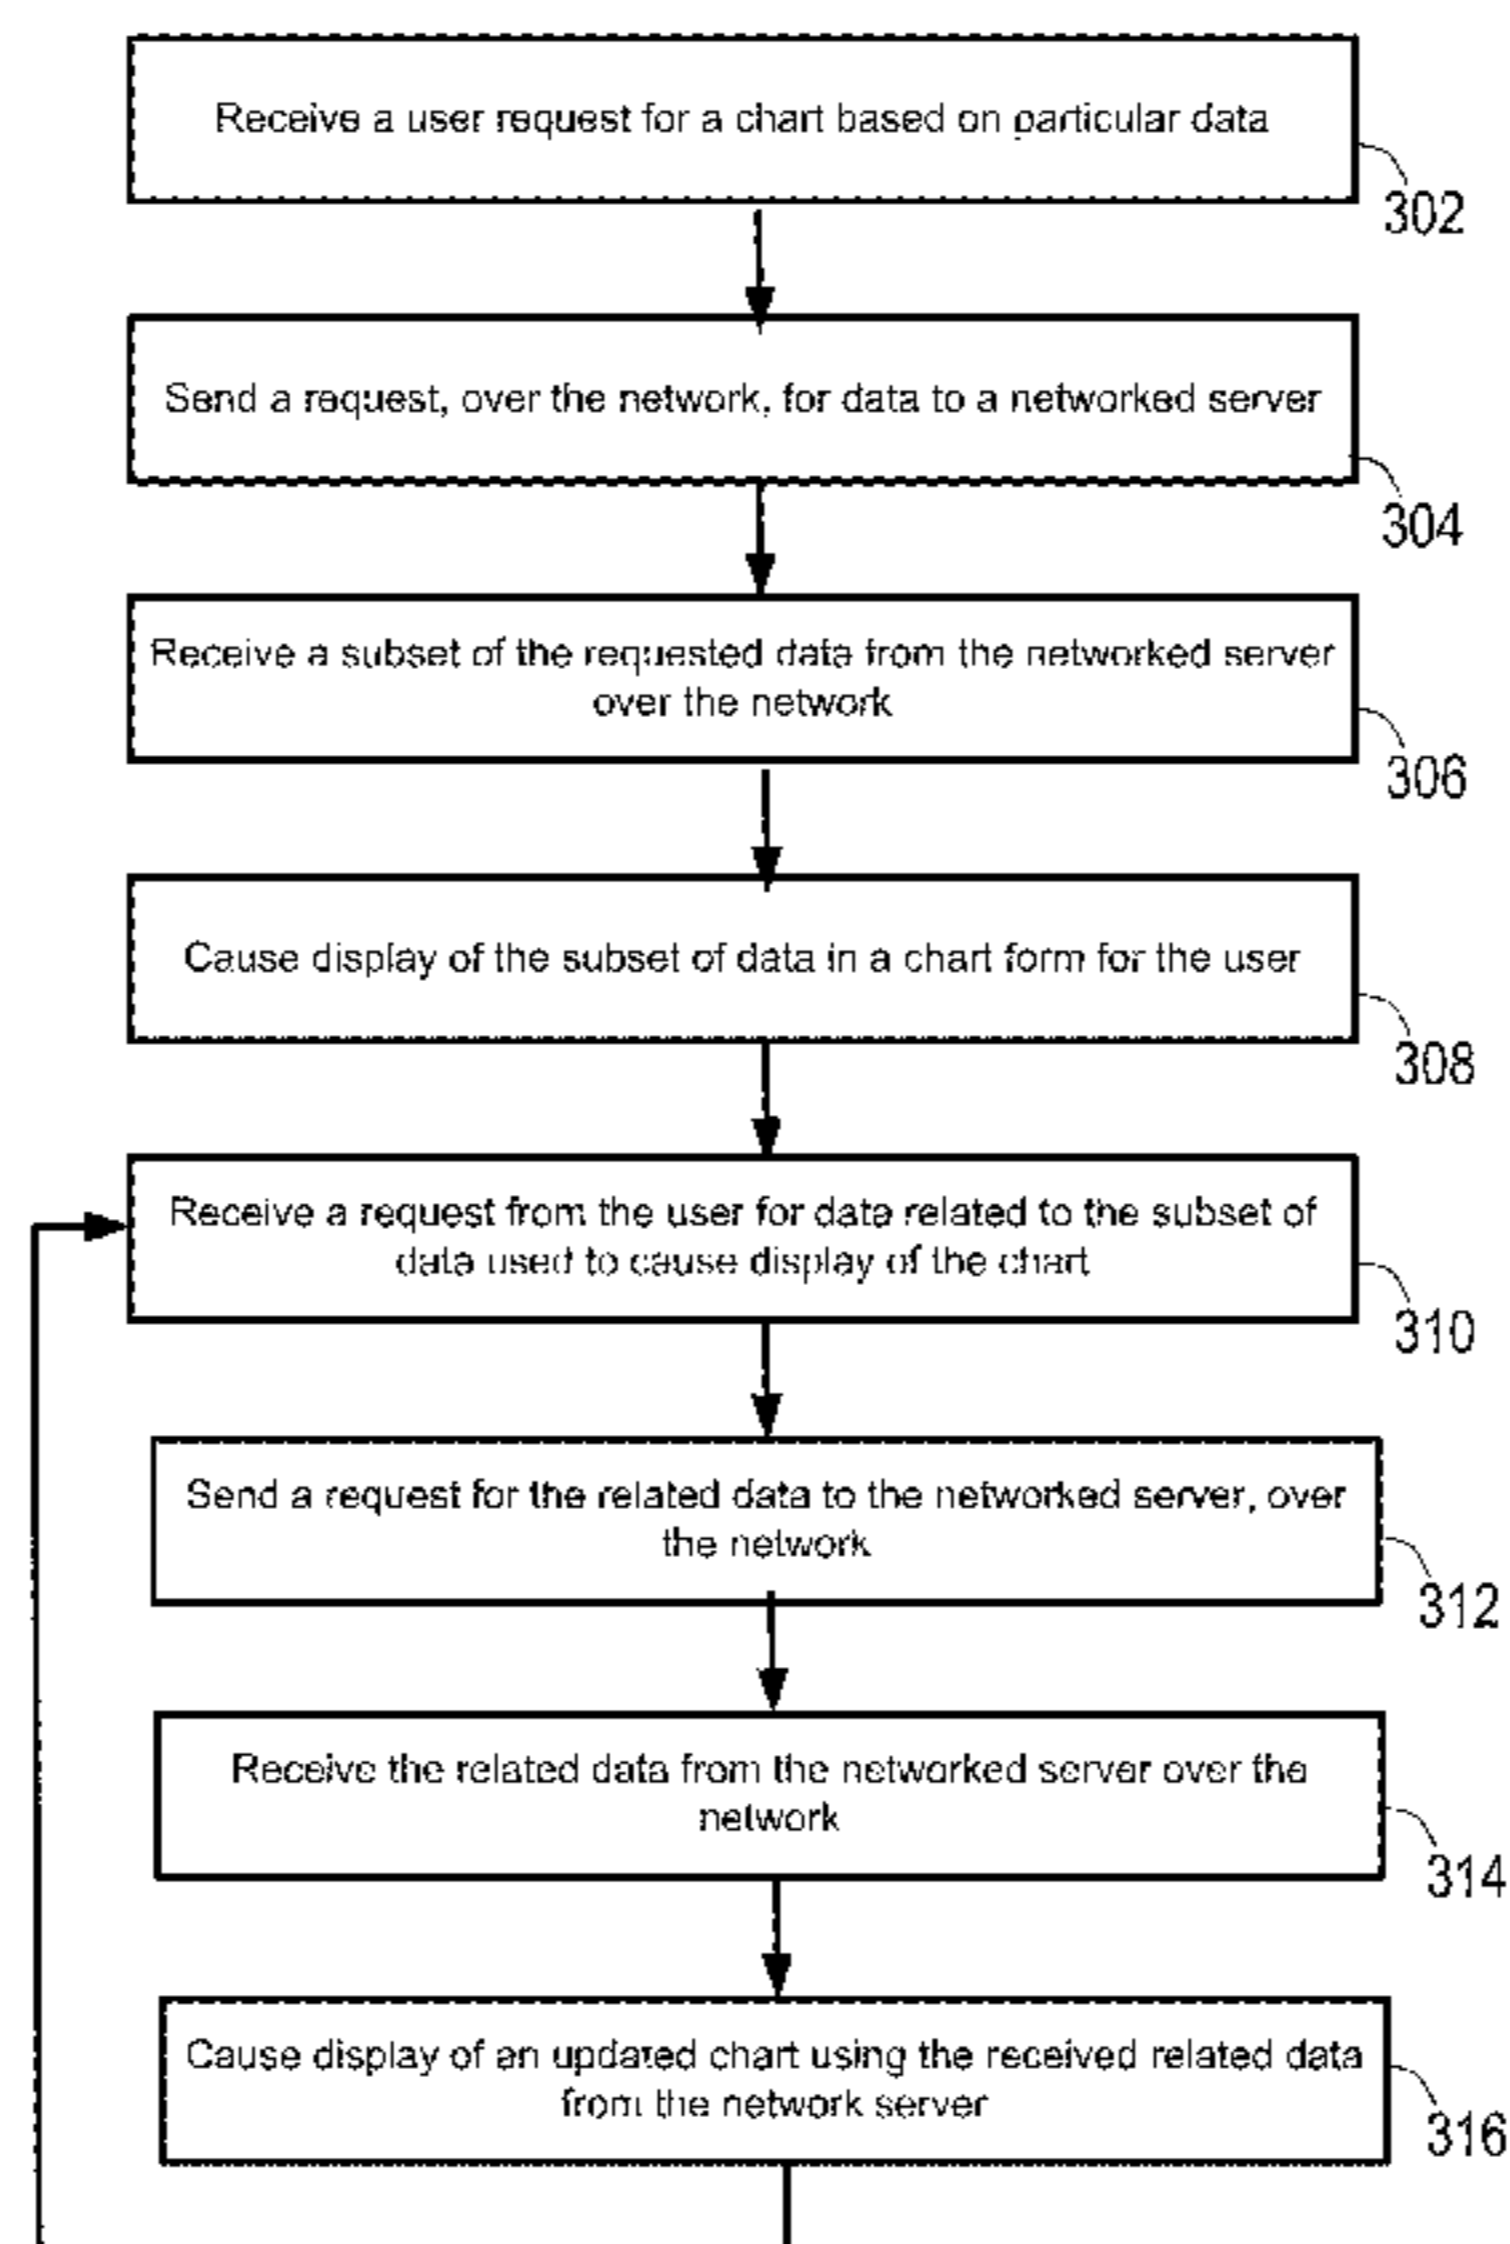 Receive a user request for a chart based on particular data
302
Send a request, over the network, for data to a networked server
304
Receive a subset of the requested data from the networked server
over the network
306
Cause display of the subset of data in a chart form for the user
308
Receive a request from the user for data related to the subset of
data used to cause display of the chart
310
Send a request for the related data to the networked server, over
the network
312
Receive the related data from the networked server over the
network
314
Cause display of an updated chart using the received related data
from the network server
316